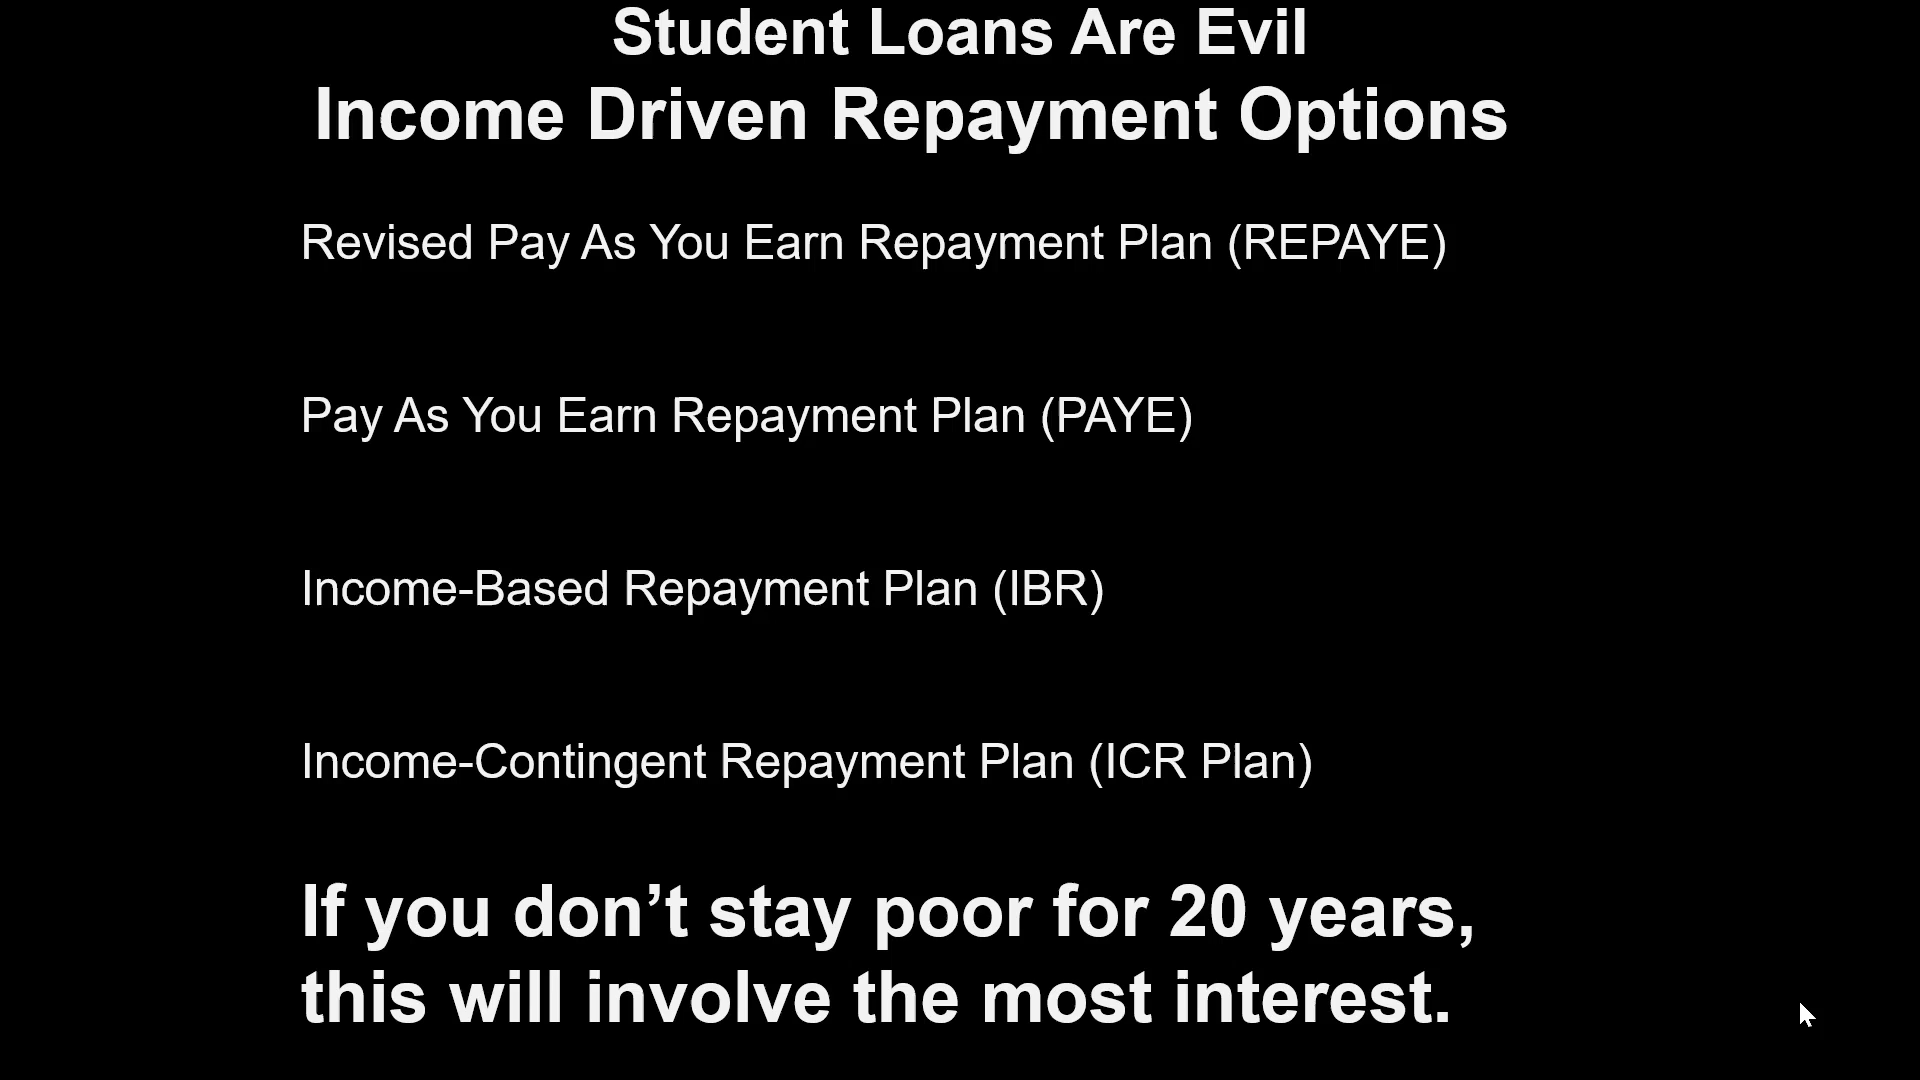 Student Loans Are Evil
Income Driven Repayment Options
Revised Pay As You Earn Repayment Plan (REPAYE)
Pay As You Earn Repayment Plan (PAYE)
Income-Based Repayment Plan (IBR)
Income-Contingent Repayment Plan (ICR Plan)
If you don’t stay poor for 20 years,
this will involve the most interest.